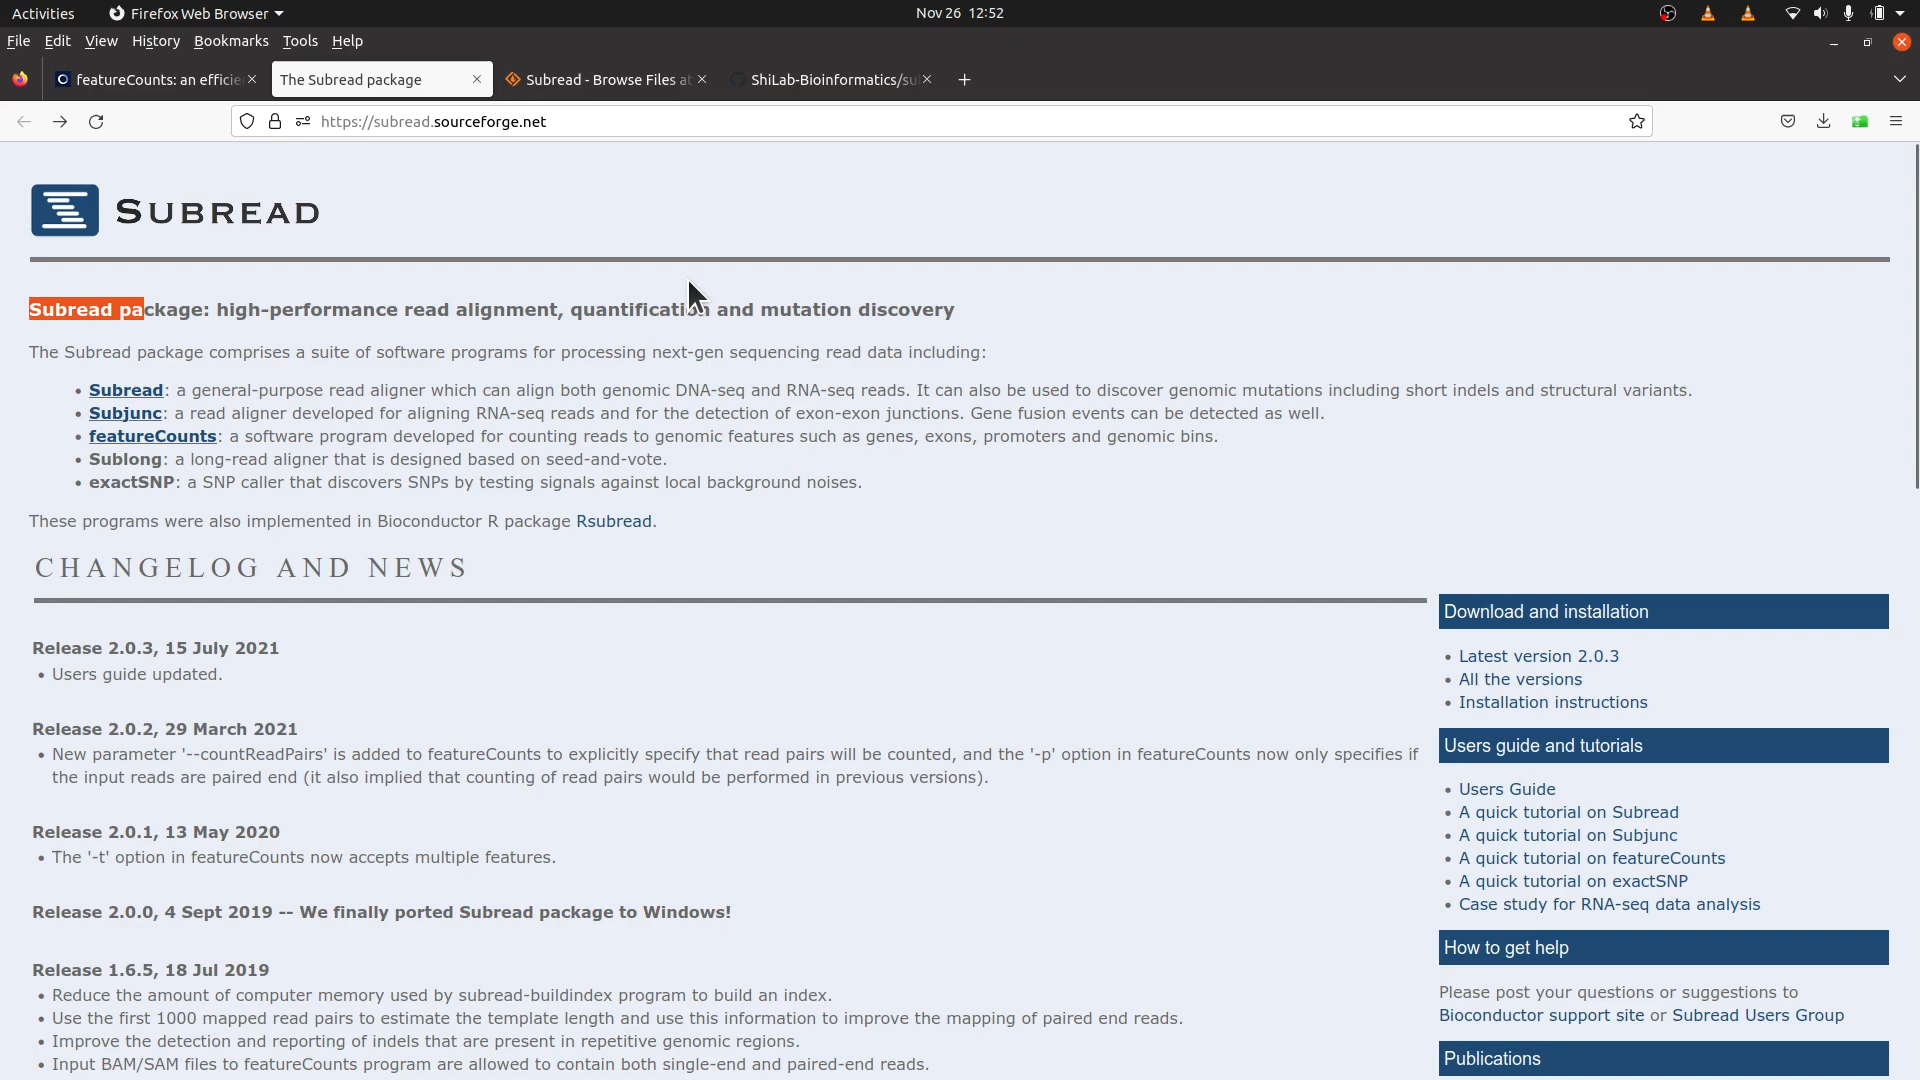 Activities Firefox Web Browser Nov 26 12:52
File Edit View History Bookmarks Tools Help
featureCounts: an efficie The Subread package Subread - Browse Files at ShiLab-Bioinformatics/su
https://subread.sourceforge.net
SUBREAD
Subread package: high-performance read alignment, quantification and mutation discovery
The Subread package comprises a suite of software programs for processing next-gen sequencing read data including:
• Subread: a general-purpose read aligner which can align both genomic DNA-seq and RNA-seq reads. It can also be used to discover genomic mutations including short indels and structural variants.
• Subjunc: a read aligner developed for aligning RNA-seq reads and for the detection of exon-exon junctions. Gene fusion events can be detected as well.
• featureCounts: a software program developed for counting reads to genomic features such as genes, exons, promoters and genomic bins.
• Sublong: a long-read aligner that is designed based on seed-and-vote.
• exactSNP: a SNP caller that discovers SNPs by testing signals against local background noises.
These programs were also implemented in Bioconductor R package Rsubread.
CHANGELOG AND NEWS
Release 2.0.3, 15 July 2021
• Users guide updated.
Release 2.0.2, 29 March 2021
• New parameter '--countReadPairs' is added to featureCounts to explicitly specify that read pairs will be counted, and the '-p' option in featureCounts now only specifies if
the input reads are paired end (it also implied that counting of read pairs would be performed in previous versions).
Release 2.0.1, 13 May 2020
• The '-t' option in featureCounts now accepts multiple features.
Release 2.0.0, 4 Sept 2019 -- We finally ported Subread package to Windows!
Release 1.6.5, 18 Jul 2019
• Reduce the amount of computer memory used by subread-buildindex program to build an index.
• Use the first 1000 mapped read pairs to estimate the template length and use this information to improve the mapping of paired end reads.
• Improve the detection and reporting of indels that are present in repetitive genomic regions.
• Input BAM/SAM files to featureCounts program are allowed to contain both single-end and paired-end reads.
Download and installation
• Latest version 2.0.3
• All the versions
• Installation instructions
Users guide and tutorials
• Users Guide
• A quick tutorial on Subread
• A quick tutorial on Subjunc
• A quick tutorial on featureCounts
• A quick tutorial on exactSNP
• Case study for RNA-seq data analysis
How to get help
Please post your questions or suggestions to
Bioconductor support site or Subread Users Group
Publications